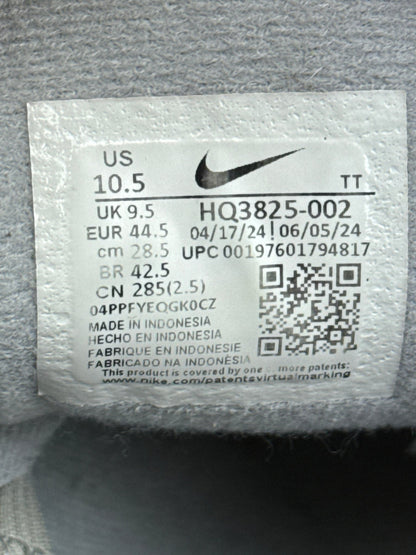 US
10.5 TT
UK 9.5 HQ3825-002
EUR 44.5 04/17/24 | 06/05/24
cm 28.5 UPC 00197601794817
BR 42.5
CN 285(2.5)
04PPFYEQGK0CZ
MADE IN INDONESIA
HECHO EN INDONESIA
FABRIQUE EN INDONESIE
FABRICADO NA INDONÉSIA
This product is covered by one more patents:
www.nike.com/patentsvirtualmarking